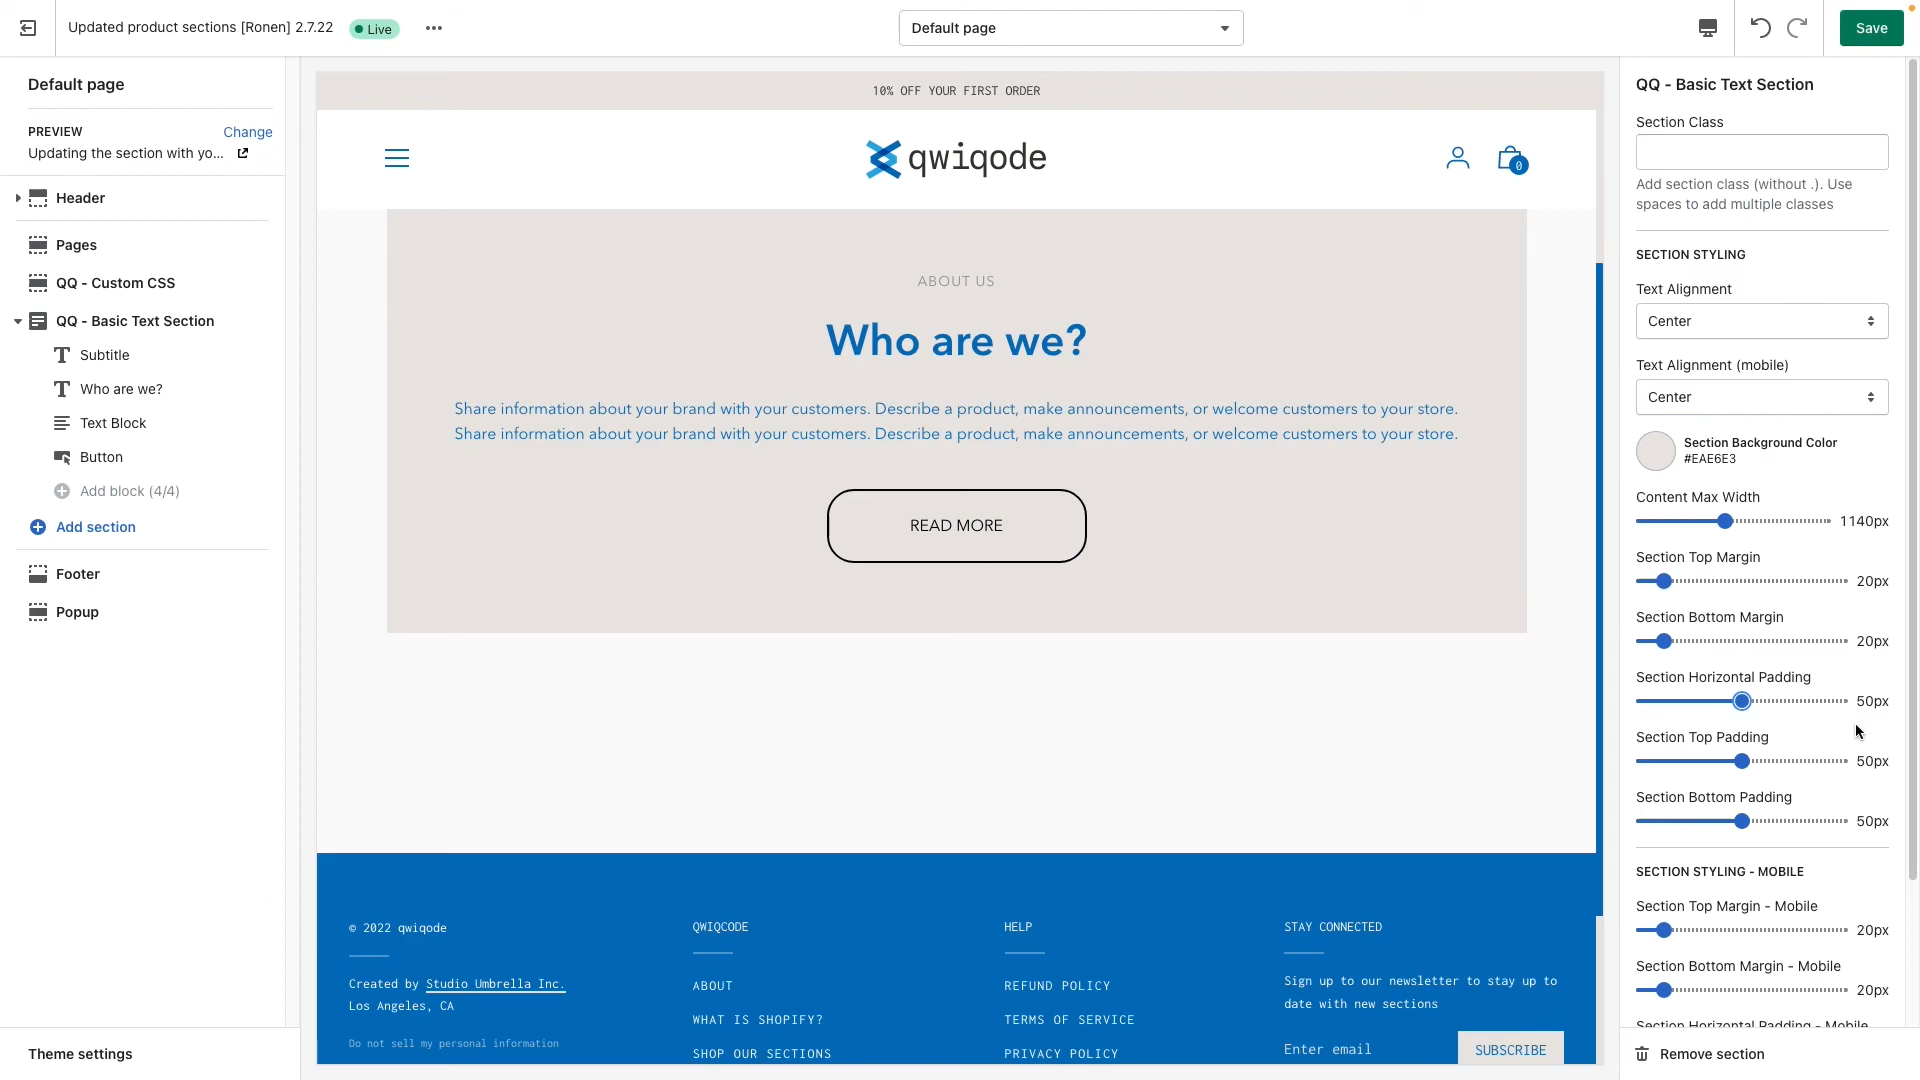 Updated product sections [Ronen] 2.7.22
Live
Default page
Save
Default page
PREVIEW
Change
Updating the section with yo...
Header
Pages
QQ - Custom CSS
QQ - Basic Text Section
Subtitle
Who are we?
Text Block
Button
Add block (4/4)
Add section
Footer
Popup
Theme settings
10% OFF YOUR FIRST ORDER
qwiqode
0
ABOUT US
Who are we?
Share information about your brand with your customers. Describe a product, make announcements, or welcome customers to your store.
Share information about your brand with your customers. Describe a product, make announcements, or welcome customers to your store.
READ MORE
© 2022 qwiqode
Created by Studio Umbrella Inc.
Los Angeles, CA
Do not sell my personal information
QWIQCODE
ABOUT
WHAT IS SHOPIFY?
SHOP OUR SECTIONS
HELP
REFUND POLICY
TERMS OF SERVICE
PRIVACY POLICY
STAY CONNECTED
Sign up to our newsletter to stay up to
date with new sections
Enter email
SUBSCRIBE
QQ - Basic Text Section
Section Class
Add section class (without .). Use
spaces to add multiple classes
SECTION STYLING
Text Alignment
Center
Text Alignment (mobile)
Center
Section Background Color
#EAE6E3
Content Max Width
1140px
Section Top Margin
20px
Section Bottom Margin
20px
Section Horizontal Padding
50px
Section Top Padding
50px
Section Bottom Padding
50px
SECTION STYLING - MOBILE
Section Top Margin - Mobile
20px
Section Bottom Margin - Mobile
20px
Section Horizontal Padding - Mobile
Remove section